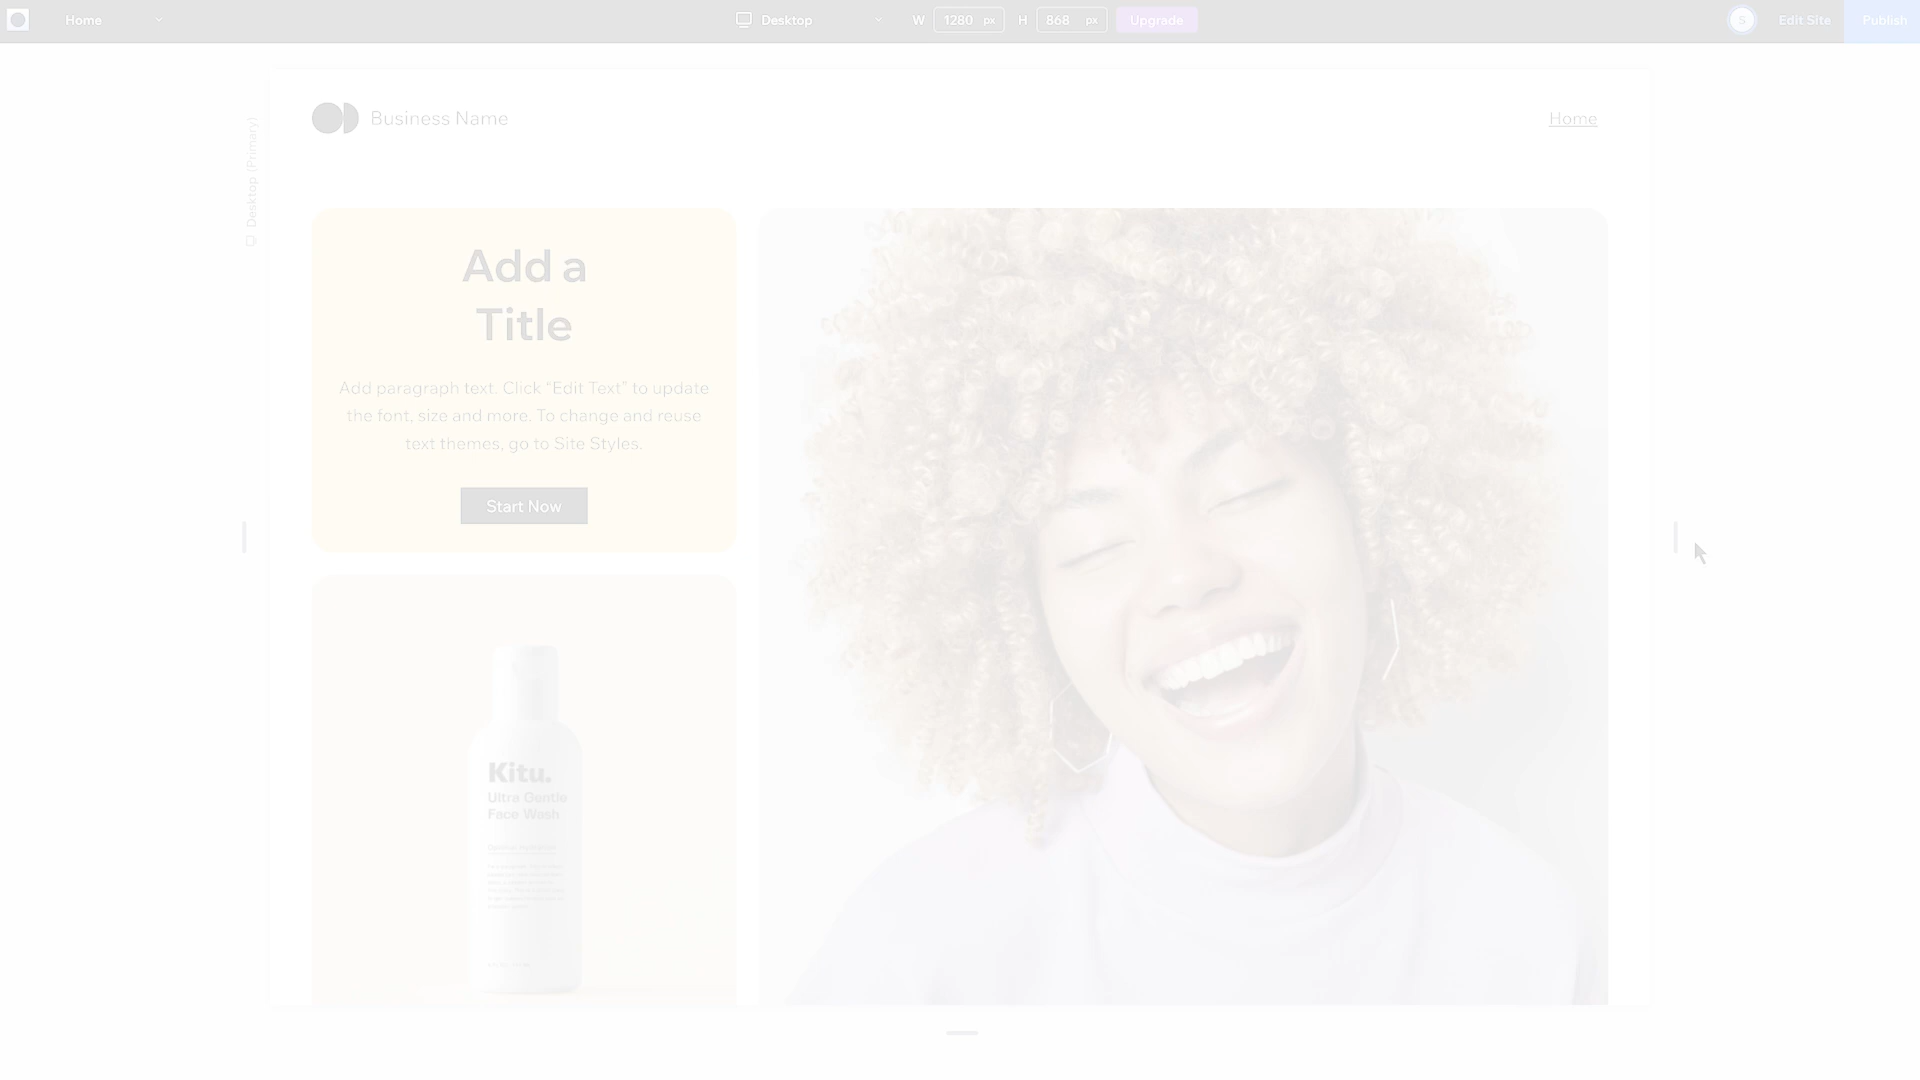 Home
Desktop
W 1280 px H 868 px
Upgrade
S
Edit Site
Publish
Desktop (Primary)
Business Name
Home
Add a
Title
Add paragraph text. Click “Edit Text” to update
the font, size and more. To change and reuse
text themes, go to Site Styles.
Start Now
Kitu.
Ultra Gentle
Face Wash